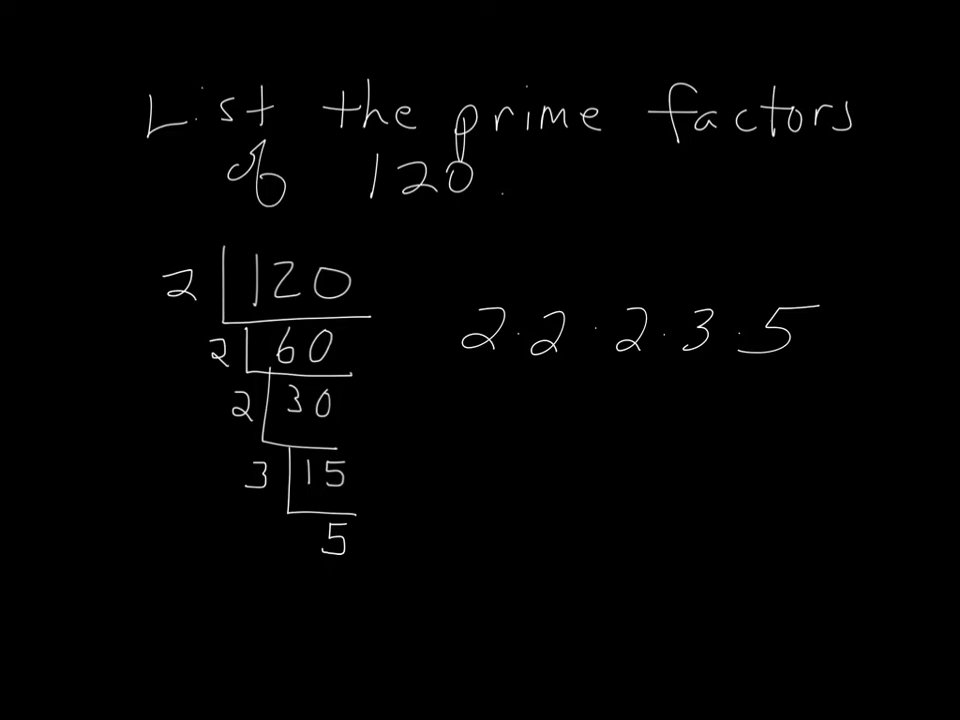 List the prime factors
of 120.
2 120
2 60
2 30
3 15
5
2 · 2 · 2 · 3 · 5